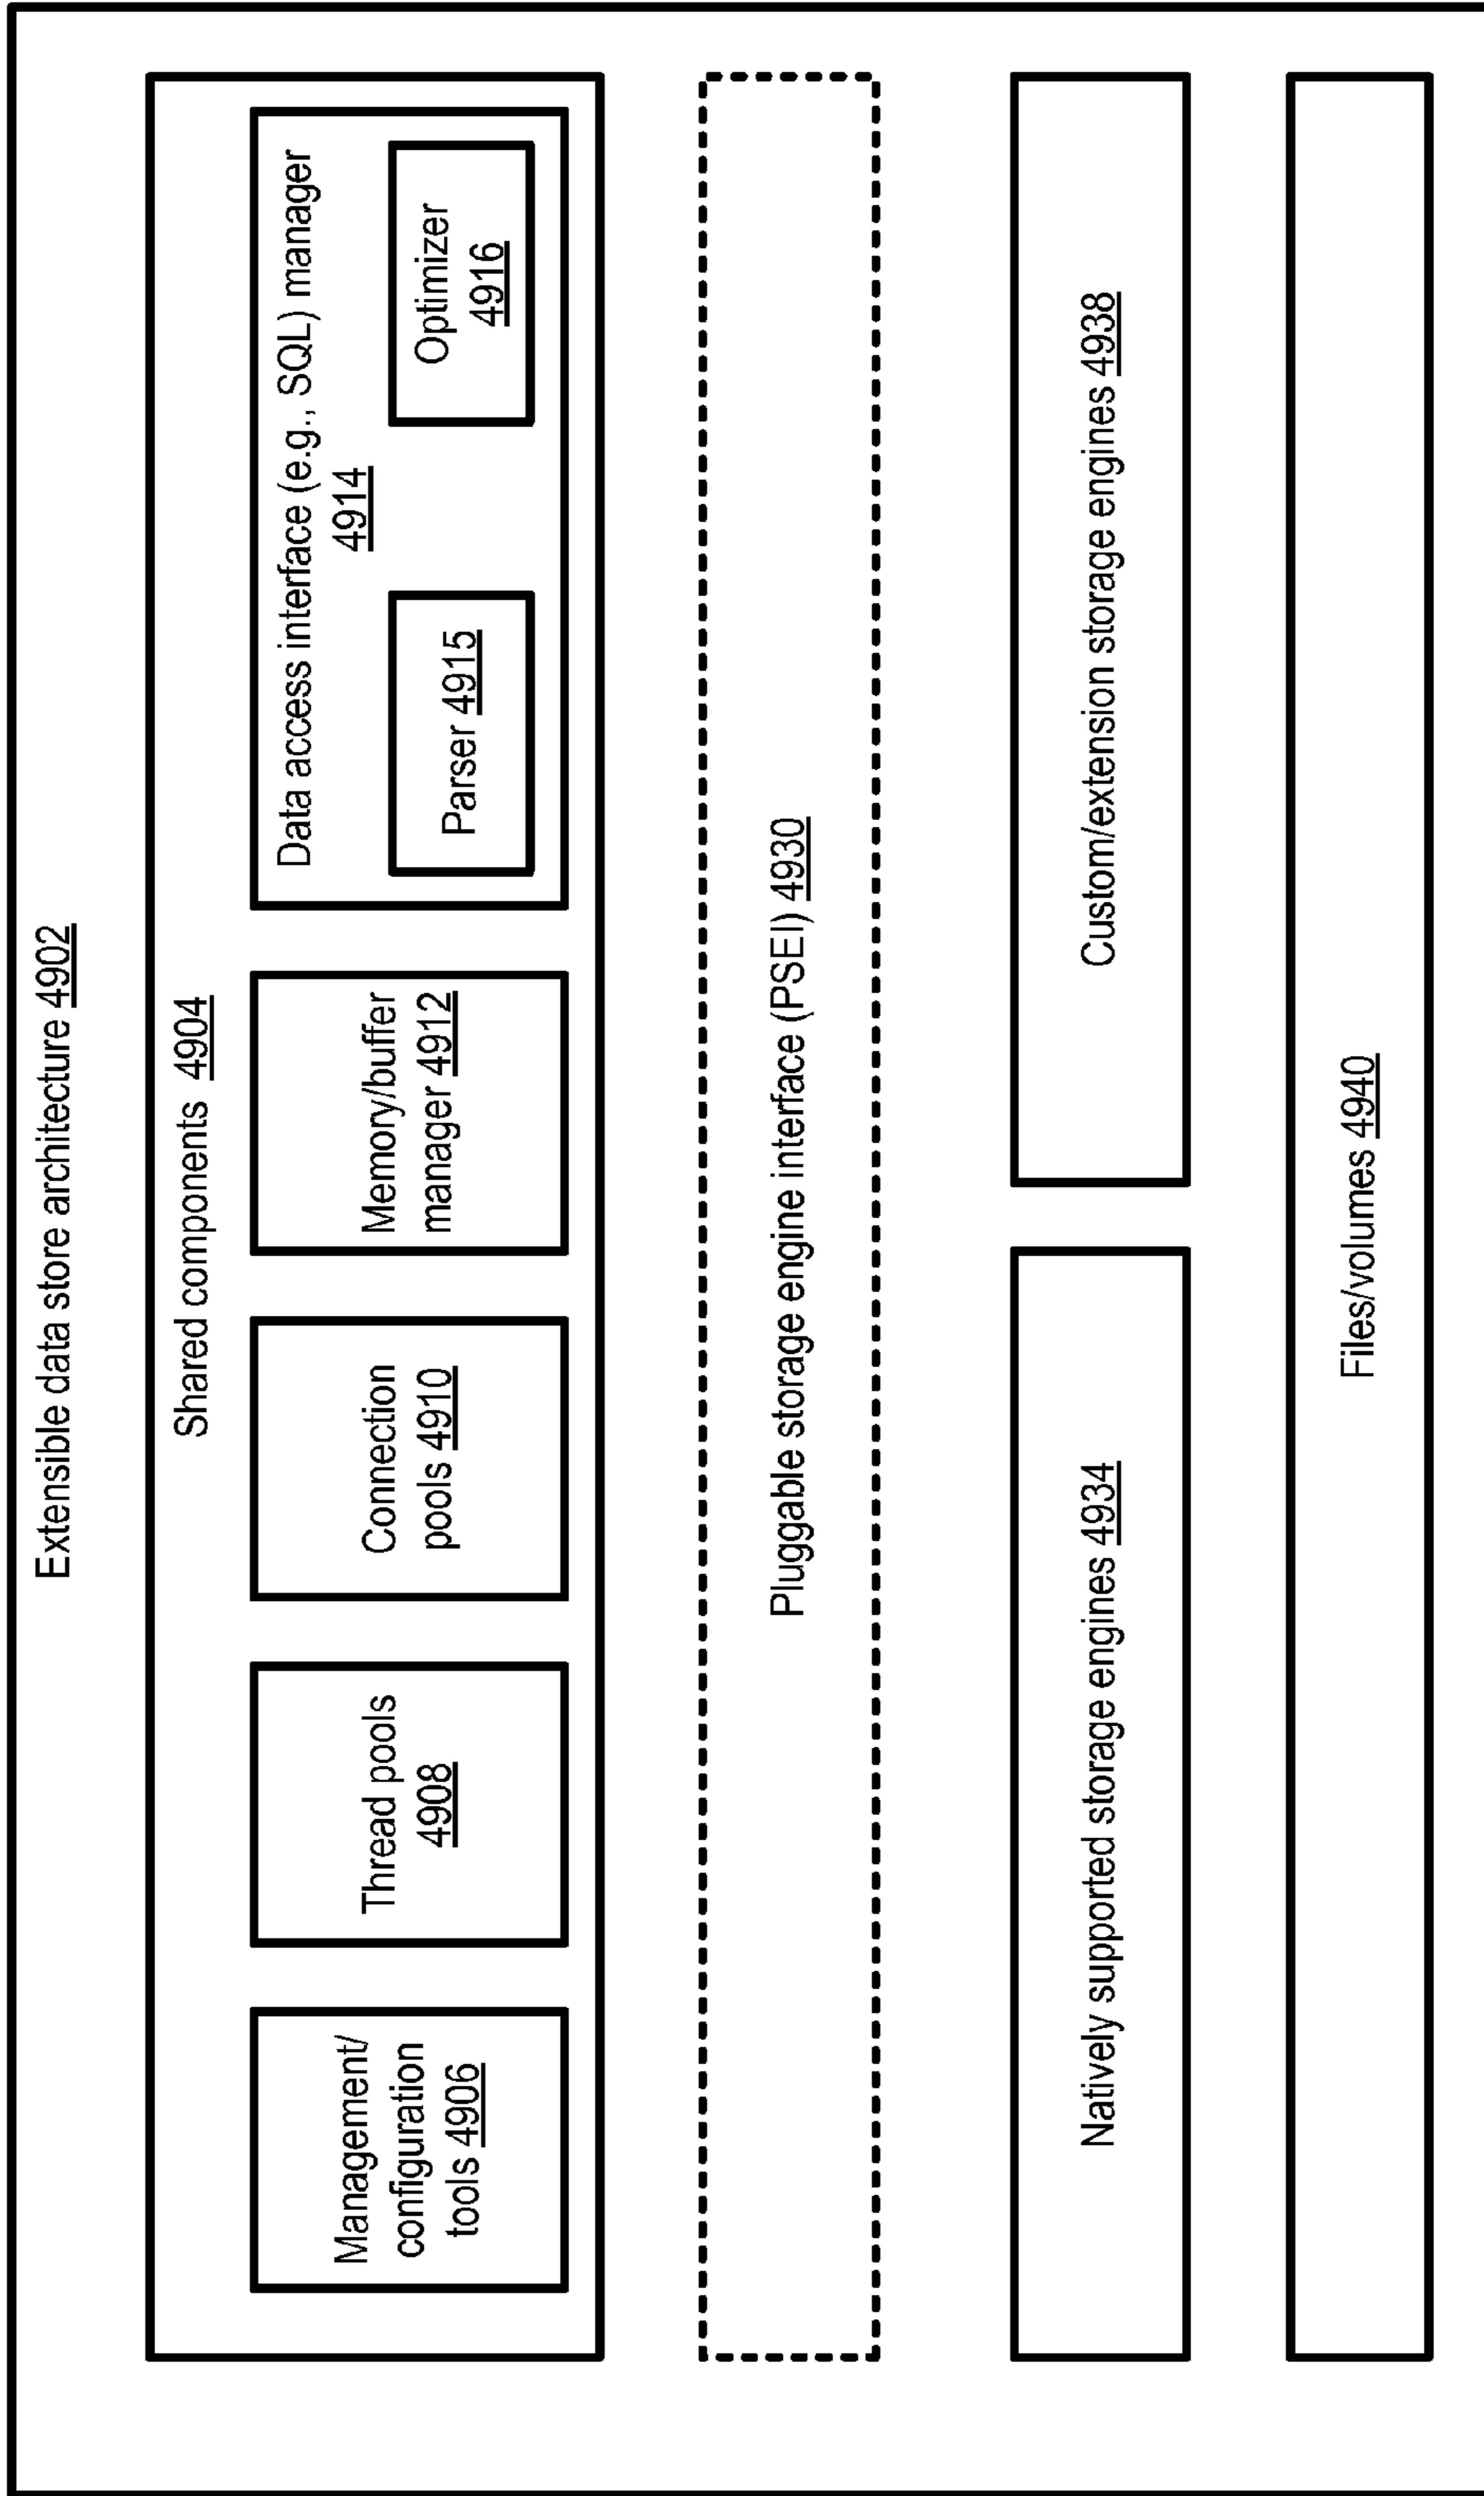 Extensible data store architecture 4902
Shared components 4904
Management/
configuration
tools 4906
Thread pools
4908
Connection
pools 4910
Memory/buffer
manager 4912
Data access interface (e.g., SQL) manager
4914
Parser 4915
Optimizer
4916
Pluggable storage engine interface (PSEI) 4930
Natively supported storage engines 4934
Custom/extension storage engines 4938
Files/volumes 4940